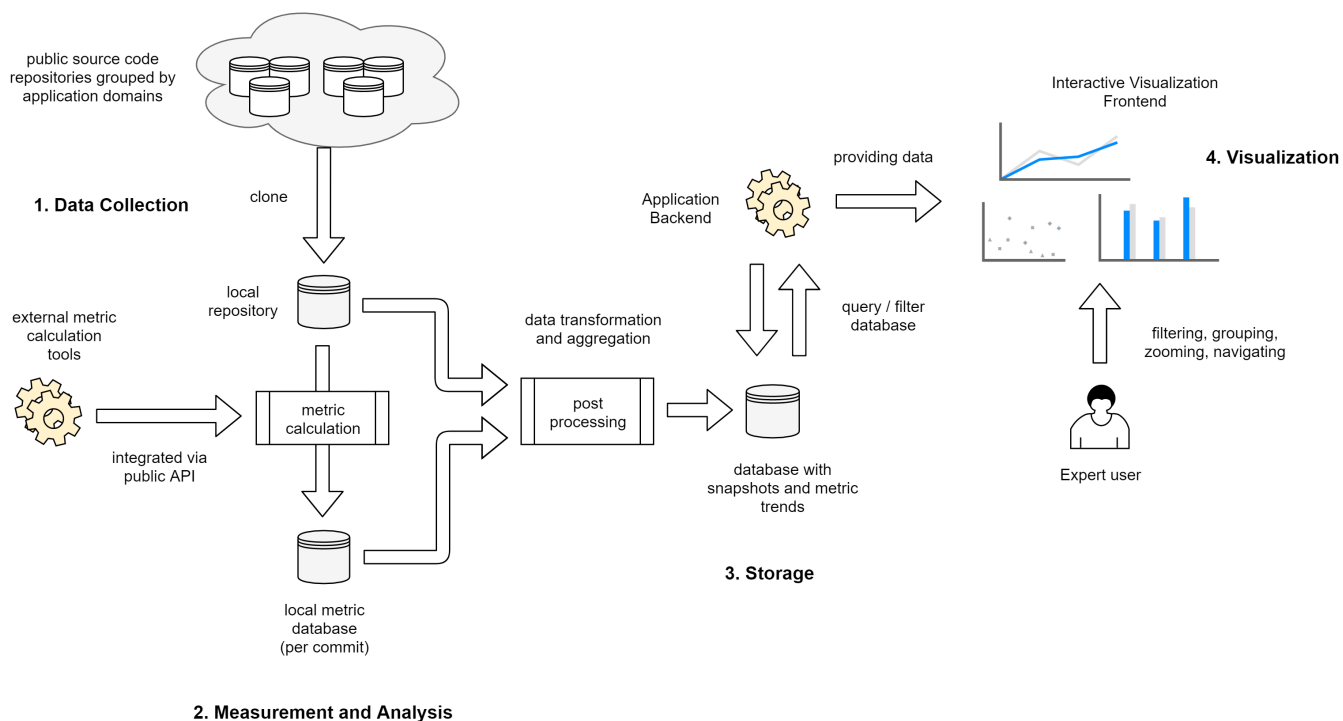 public source code
repositories grouped by
application domains
1. Data Collection
clone
local
repository
external metric
calculation
tools
integrated via
public API
metric
calculation
local metric
database
(per commit)
2. Measurement and Analysis
data transformation
and aggregation
post
processing
database with
snapshots and metric
trends
3. Storage
Application
Backend
query / filter
database
providing data
Interactive Visualization
Frontend
4. Visualization
filtering, grouping,
zooming, navigating
Expert user